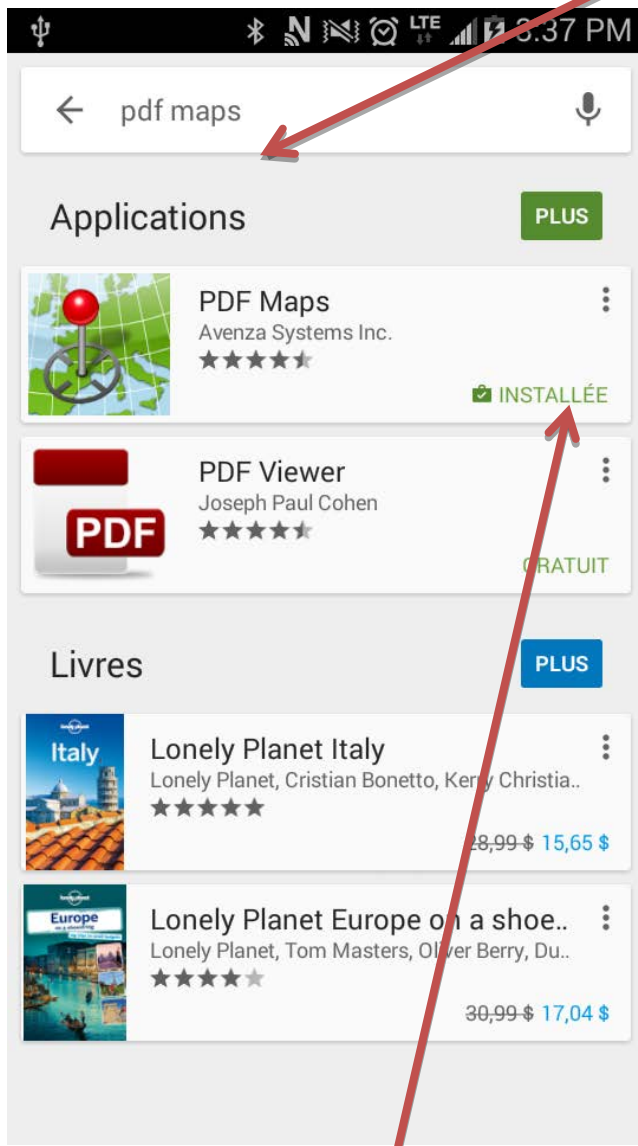 LTE 3:37 PM
pdf maps
Applications PLUS
PDF Maps
Avenza Systems Inc.
INSTALLÉE
PDF Viewer
Joseph Paul Cohen
PDF
GRATUIT
Livres PLUS
Italy
Lonely Planet Italy
Lonely Planet, Cristian Bonetto, Kerry Christia..
28,99 $ 15,65 $
Europe
Lonely Planet Europe on a shoe..
Lonely Planet, Tom Masters, Oliver Berry, Du..
30,99 $ 17,04 $